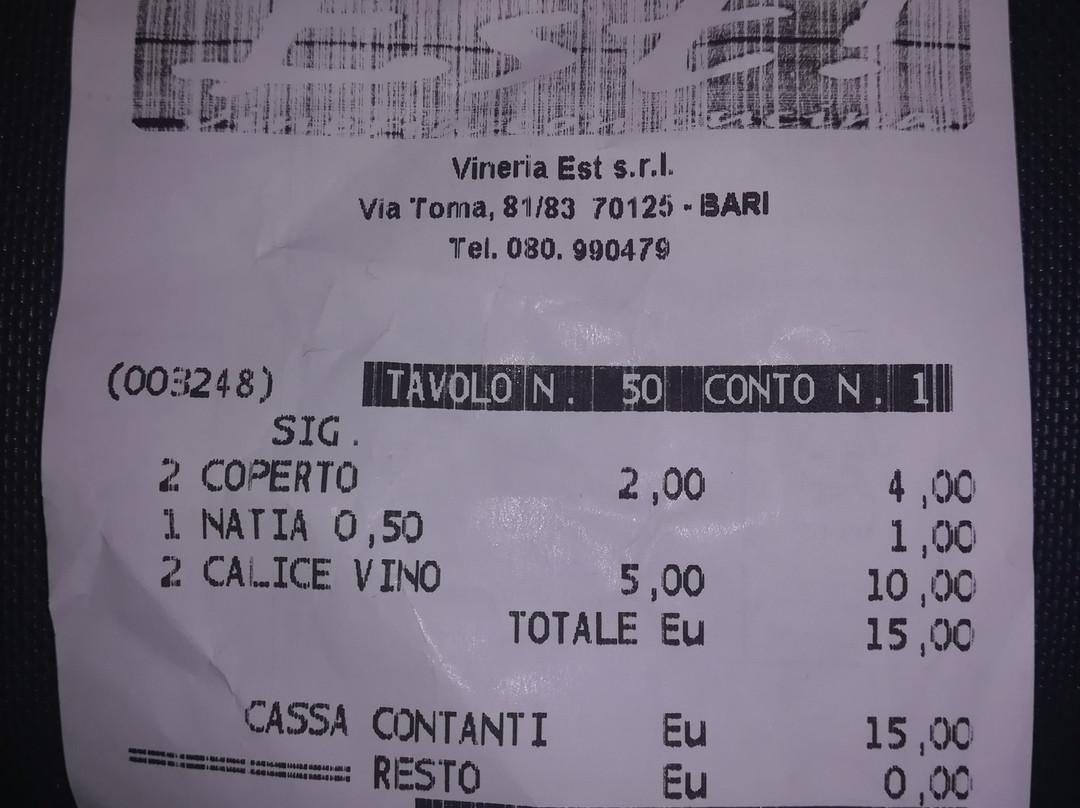 Est!
Vineria Est s.r.l.
Via Toma, 81/83 70125 - BARI
Tel. 080. 990479
(003248) TAVOLO N. 50 CONTO N. 1
SIG.
2 COPERTO 2,00 4,00
1 NATIA 0,50 1,00
2 CALICE VINO 5,00 10,00
TOTALE Eu 15,00
CASSA CONTANTI Eu 15,00
RESTO Eu 0,00